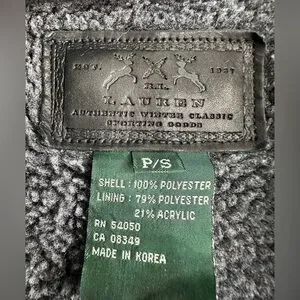 EST. 1967
R.L.
LAUREN
AUTHENTIC WINTER CLASSIC
SPORTING GOODS
P/S
SHELL: 100% POLYESTER
LINING: 79% POLYESTER
21% ACRYLIC
RN 54050
CA 08349
MADE IN KOREA